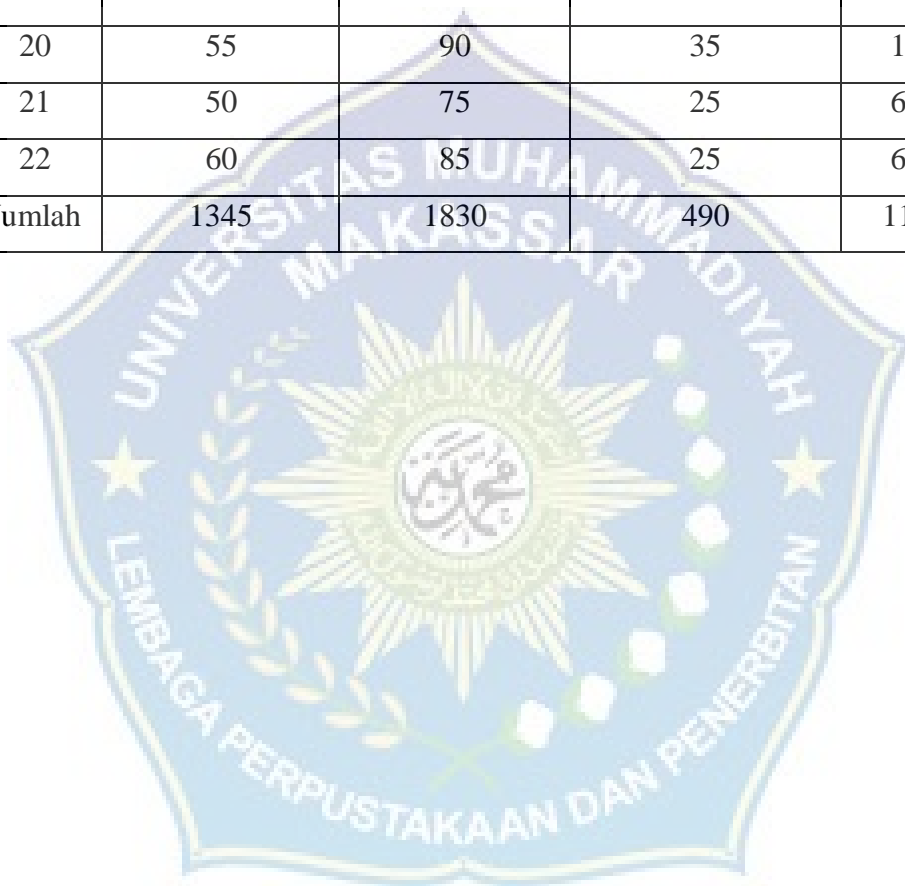 20 55 90 35 1
21 50 75 25 6
22 60 85 25 6
umlah 1345 1830 490 11
UNIVERSITAS MUHAMMADIYAH
MAKASSAR
LEMBAGA PERPUSTAKAAN DAN PENERBITAN